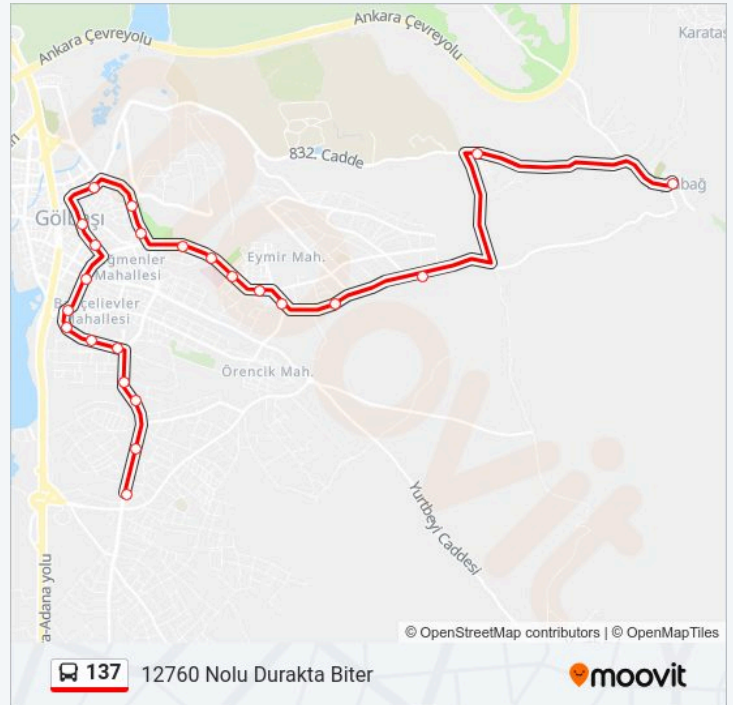 Ankara Çevreyolu
Ankara Çevreyolu
Karataş
832. Cadde
Gölbaşı
Eymir Mah.
Mahallesi
Mahallesi
Örencik Mah.
Yurtbeyi Caddesi
a-Adana yolu
moovit
© OpenStreetMap contributors | © OpenMapTiles
137 12760 Nolu Durakta Biter
moovit